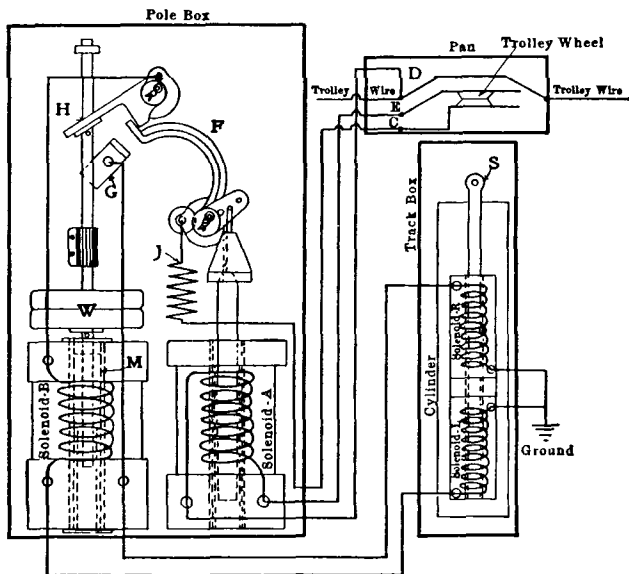 Pole Box
Pan
Trolley Wheel
D
Trolley Wire
Trolley Wire
E
C
H
F
G
J
W
M
Solenoid-B
Solenoid-A
Track Box
S
Cylinder
Solenoid-R
Solenoid-L
Ground